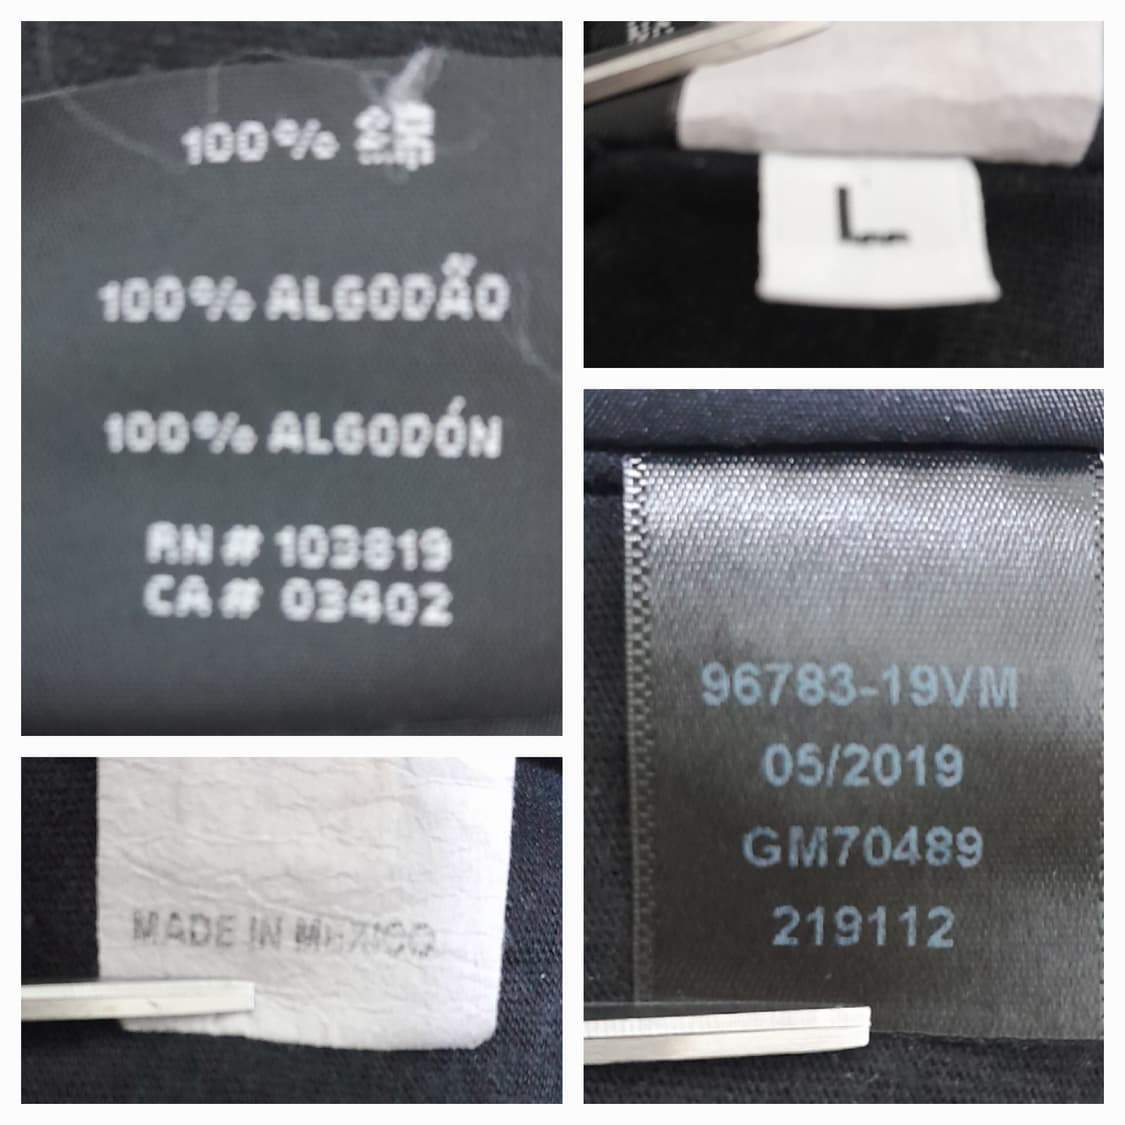 100% 綿
100% ALGODÃO
100% ALGODÓN
RN# 103819
CA# 03402
L
MADE IN MEXICO
96783-19VM
05/2019
GM70489
219112